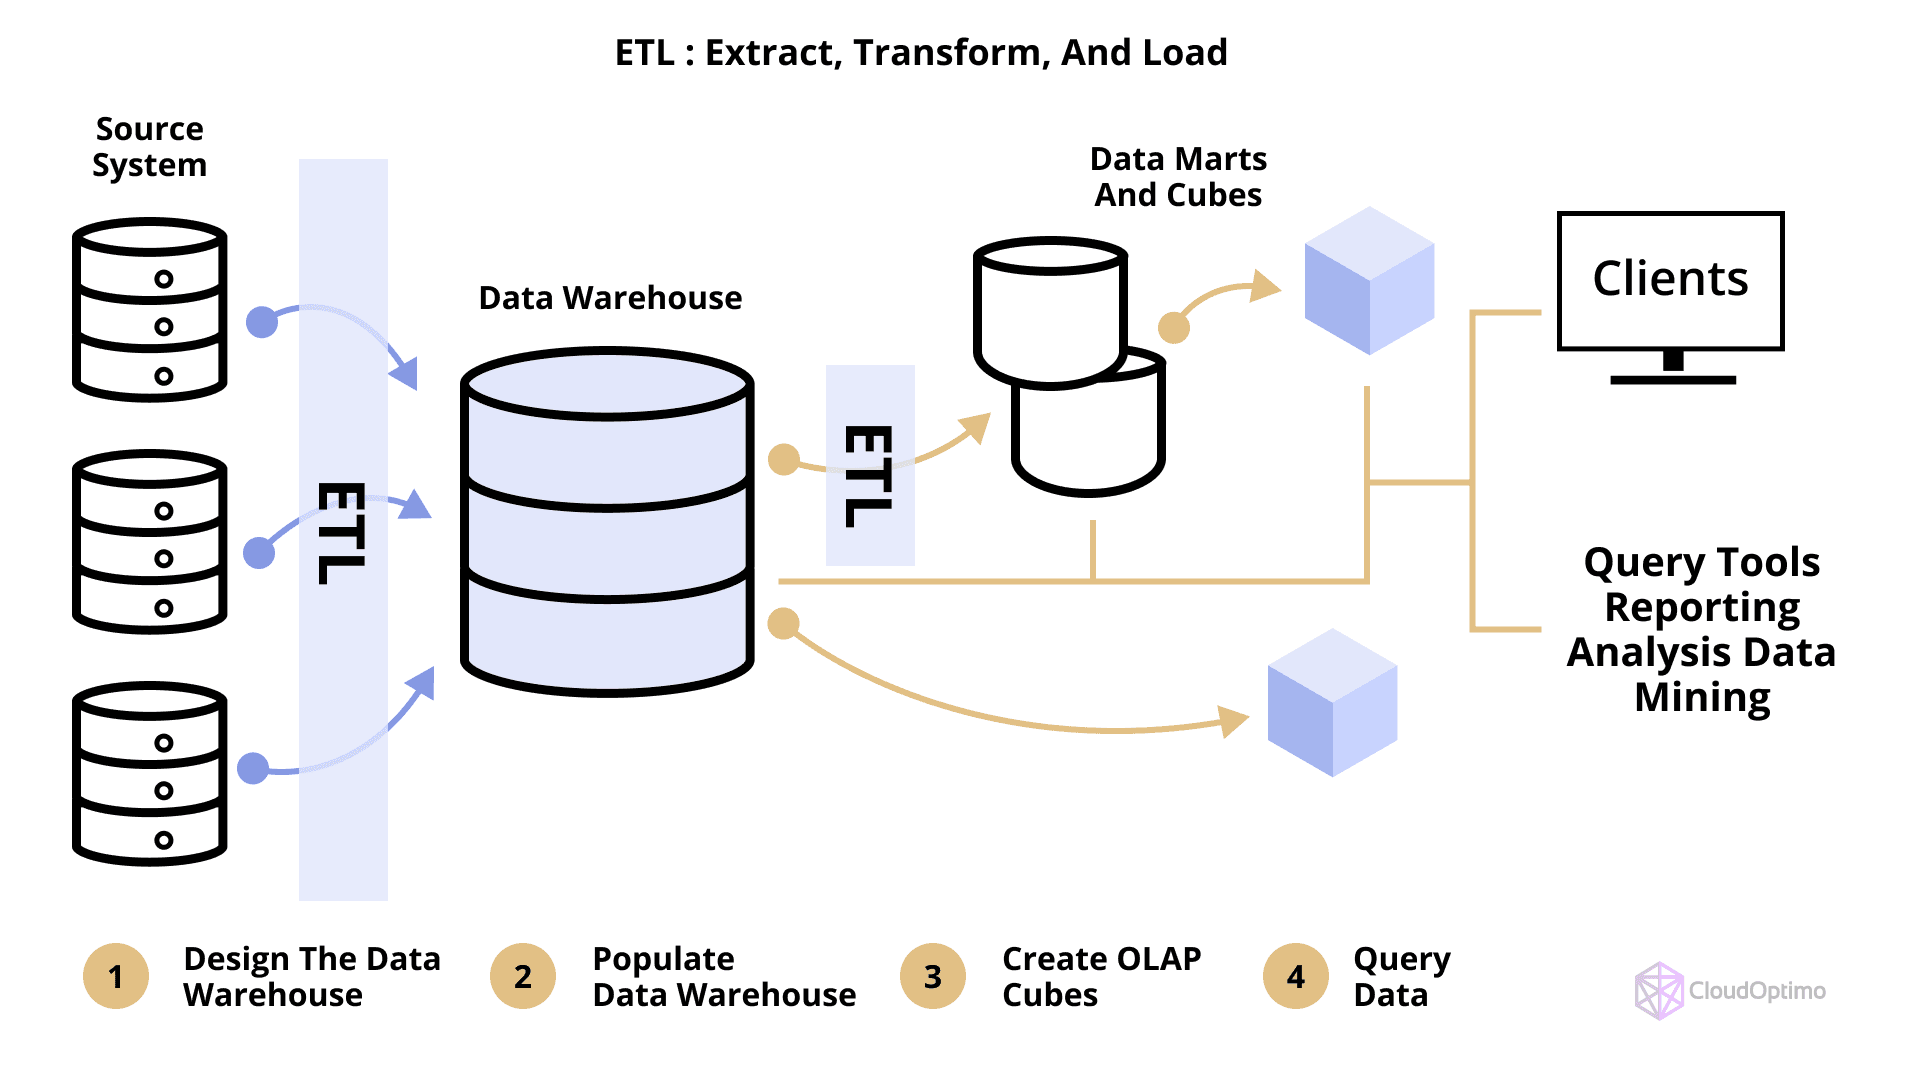 ETL : Extract, Transform, And Load
Source
System
Data Marts
And Cubes
Clients
Data Warehouse
ETL
ETL
Query Tools
Reporting
Analysis Data
Mining
1
Design The Data
Warehouse
2
Populate
Data Warehouse
3
Create OLAP
Cubes
4
Query
Data
CloudOptimo